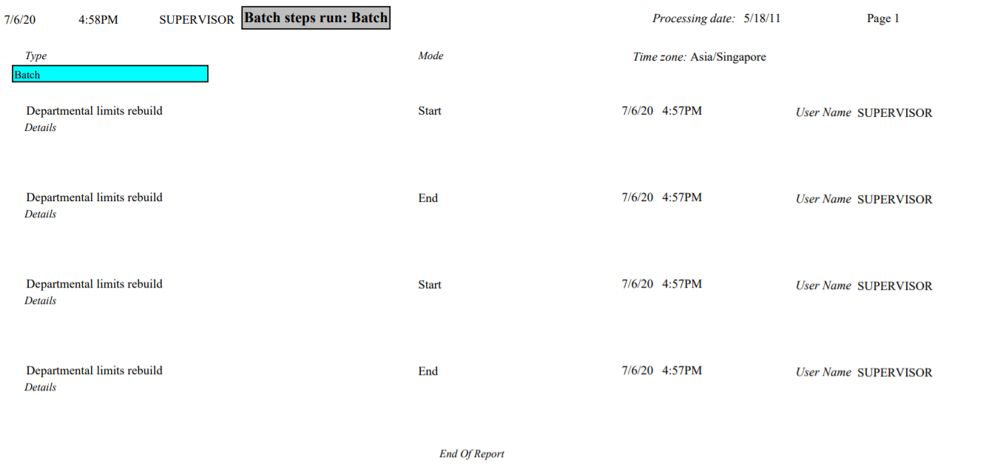 7/6/20 4:58PM SUPERVISOR Batch steps run: Batch Processing date: 5/18/11 Page 1
Type Mode Time zone: Asia/Singapore
Batch
Departmental limits rebuild Start 7/6/20 4:57PM User Name SUPERVISOR
Details
Departmental limits rebuild End 7/6/20 4:57PM User Name SUPERVISOR
Details
Departmental limits rebuild Start 7/6/20 4:57PM User Name SUPERVISOR
Details
Departmental limits rebuild End 7/6/20 4:57PM User Name SUPERVISOR
Details
End Of Report